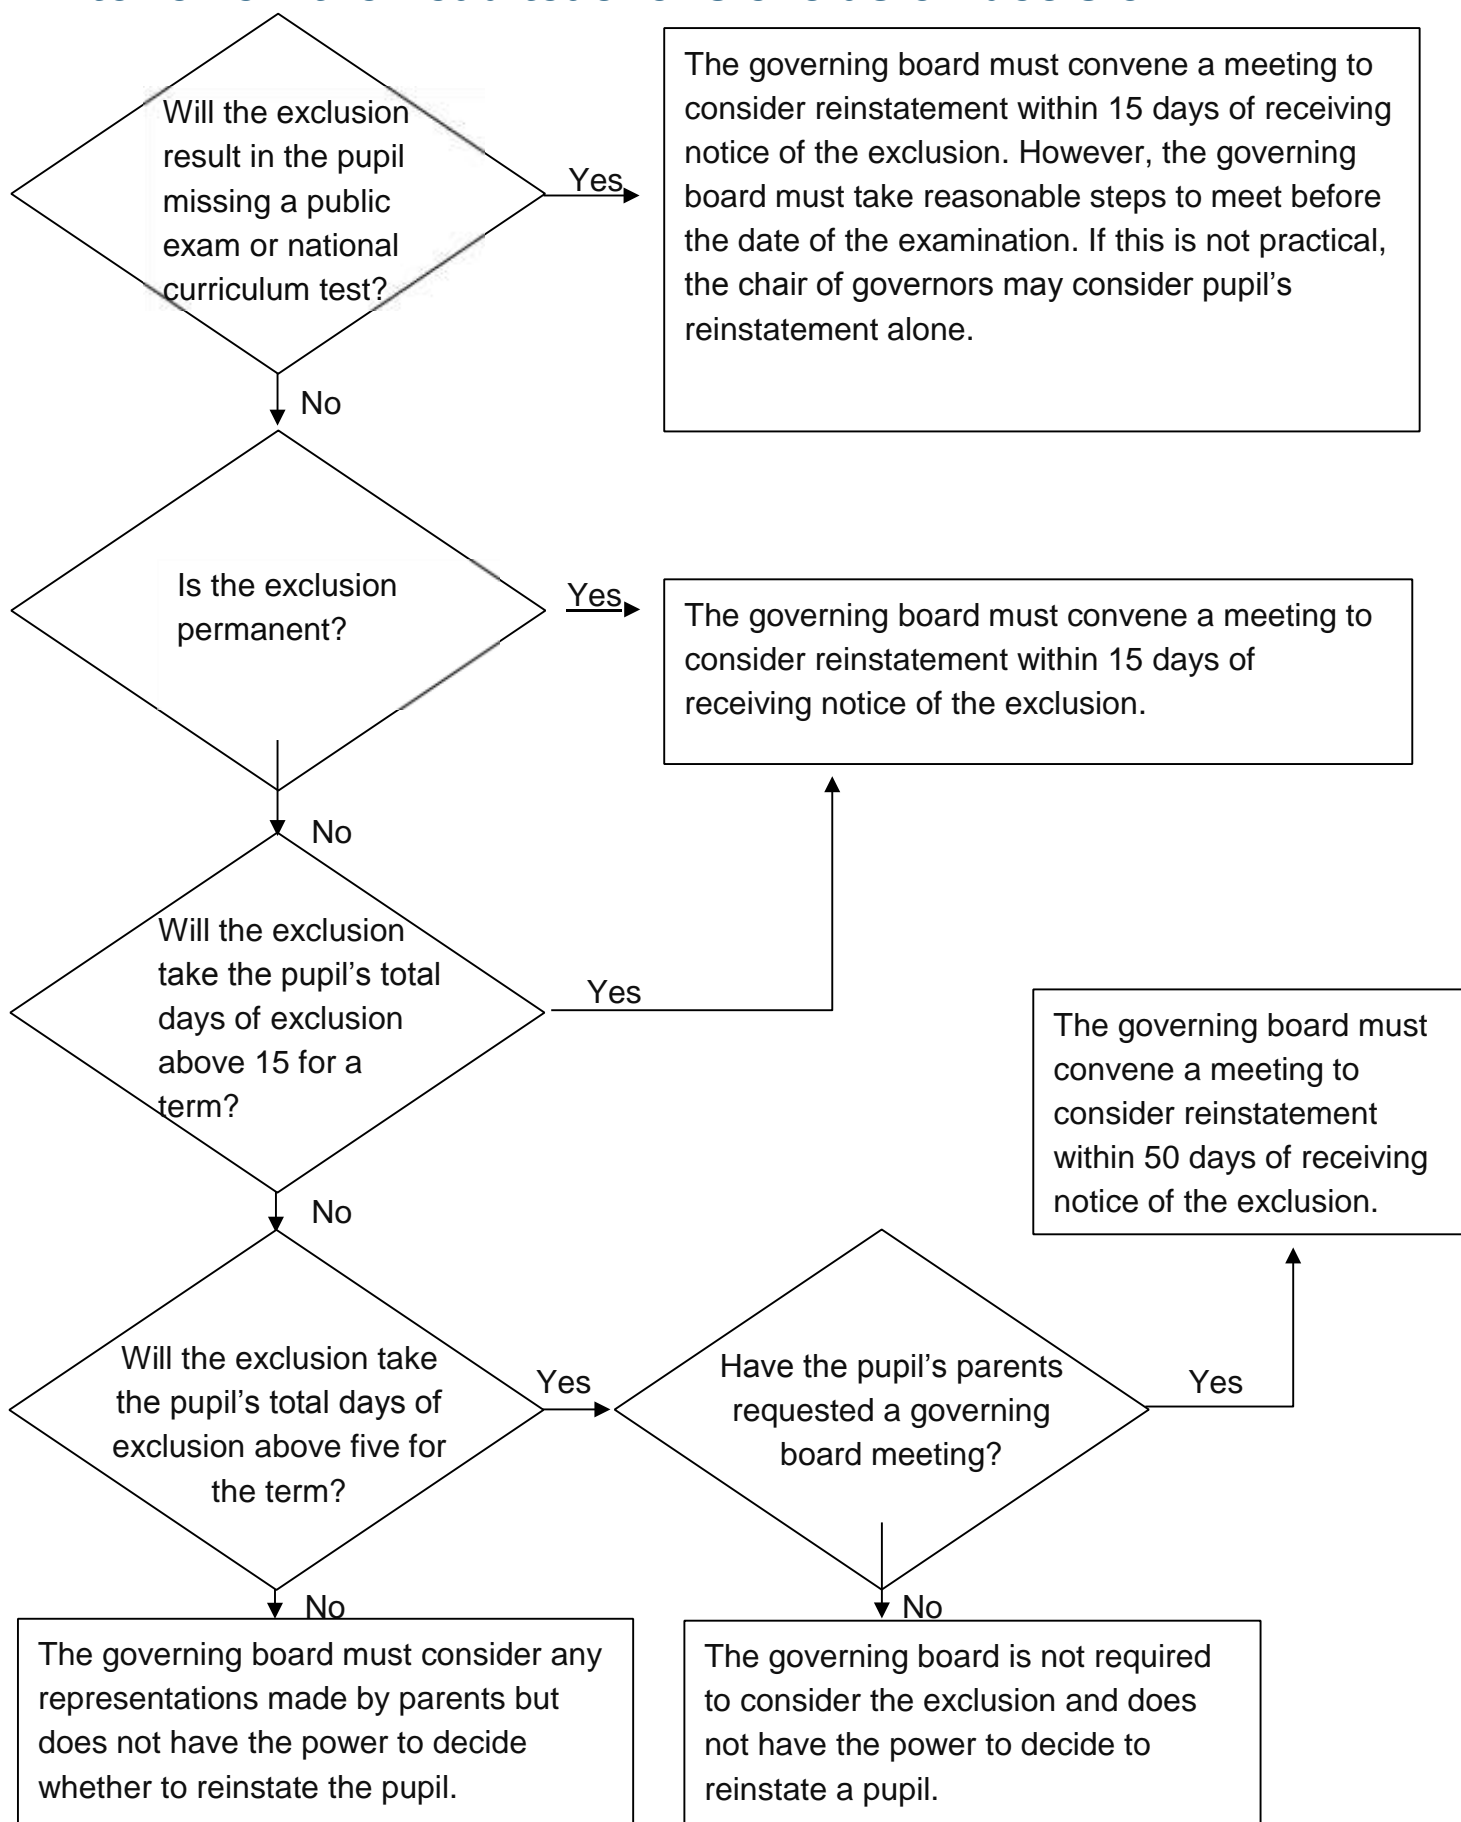 Will the exclusion
result in the pupil
missing a public
exam or national
curriculum test?
Yes
The governing board must convene a meeting to
consider reinstatement within 15 days of receiving
notice of the exclusion. However, the governing
board must take reasonable steps to meet before
the date of the examination. If this is not practical,
the chair of governors may consider pupil’s
reinstatement alone.
No
Is the exclusion
permanent?
Yes
The governing board must convene a meeting to
consider reinstatement within 15 days of
receiving notice of the exclusion.
No
Will the exclusion
take the pupil’s total
days of exclusion
above 15 for a
term?
Yes
The governing board must
convene a meeting to
consider reinstatement
within 50 days of receiving
notice of the exclusion.
No
Will the exclusion take
the pupil’s total days of
exclusion above five for
the term?
Yes
Have the pupil’s parents
requested a governing
board meeting?
Yes
No
The governing board must consider any
representations made by parents but
does not have the power to decide
whether to reinstate the pupil.
No
The governing board is not required
to consider the exclusion and does
not have the power to decide to
reinstate a pupil.